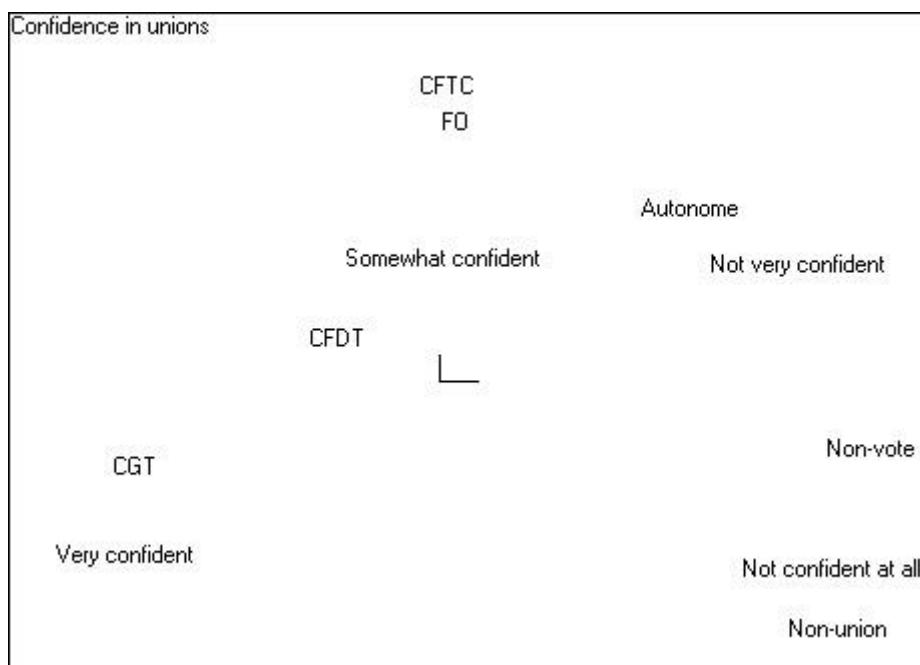 Confidence in unions
CFTC
FO
Autonome
Somewhat confident
Not very confident
CFDT
Non-vote
CGT
Very confident
Not confident at all
Non-union